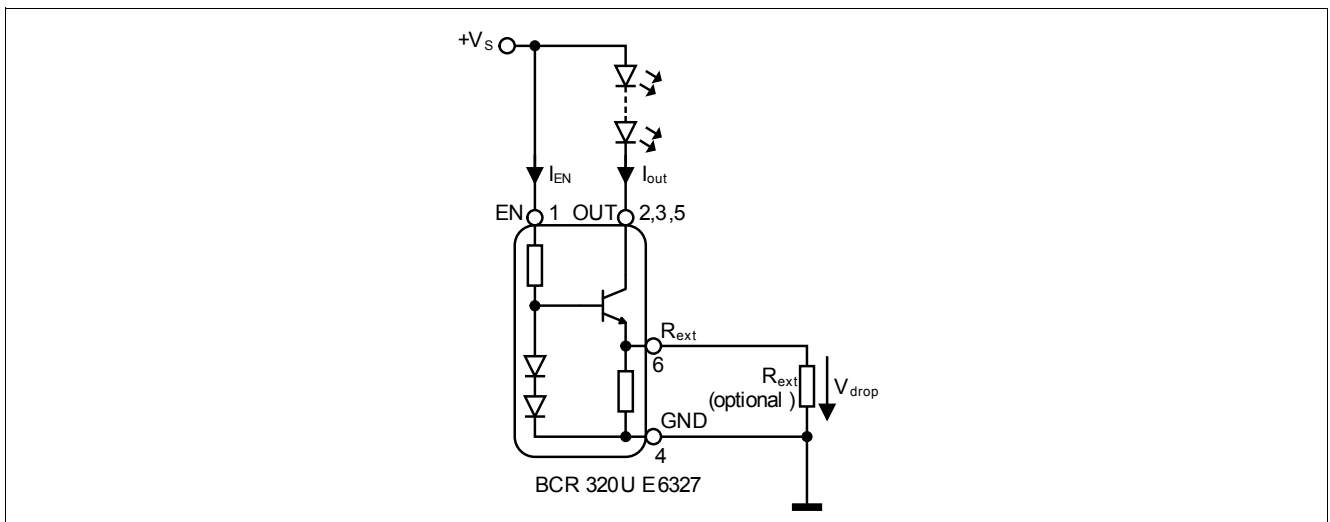 +VS
IEN
Iout
EN 1 OUT 2,3,5
Rext
6
Rext
(optional )
Vdrop
GND
4
BCR 320U E6327